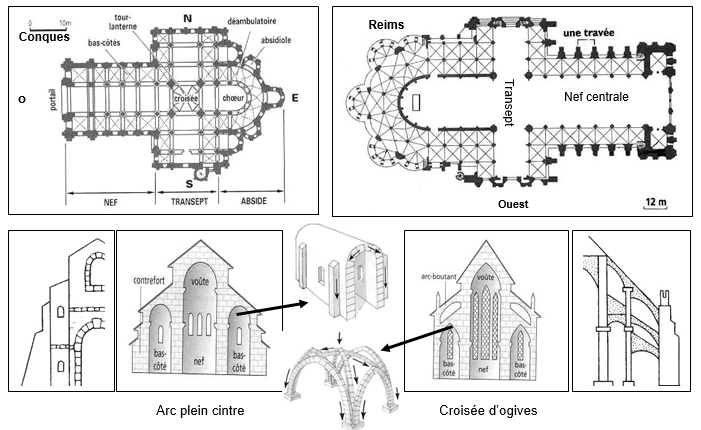 0 10m
Conques
tour-
lanterne
N
déambulatoire
bas-côtés
absidiole
O
portail
croisée
chœur
E
S
NEF
TRANSEPT
ABSIDE
Reims
une travée
Transept
Nef centrale
Ouest
12 m
contrefort
voûte
bas-
côté
nef
bas-
côté
arc-boutant
voûte
bas-
côté
nef
bas-
côté
Arc plein cintre
Croisée d'ogives